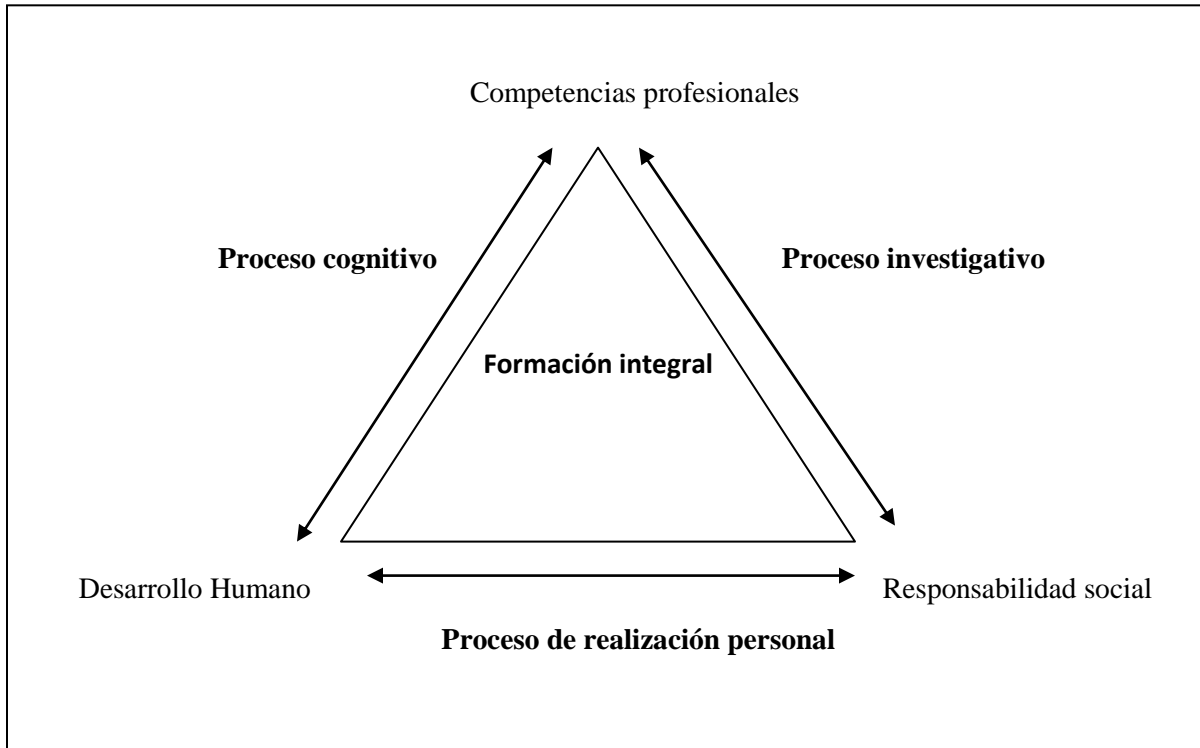 Competencias profesionales
Proceso cognitivo
Proceso investigativo
Formación integral
Desarrollo Humano
Responsabilidad social
Proceso de realización personal